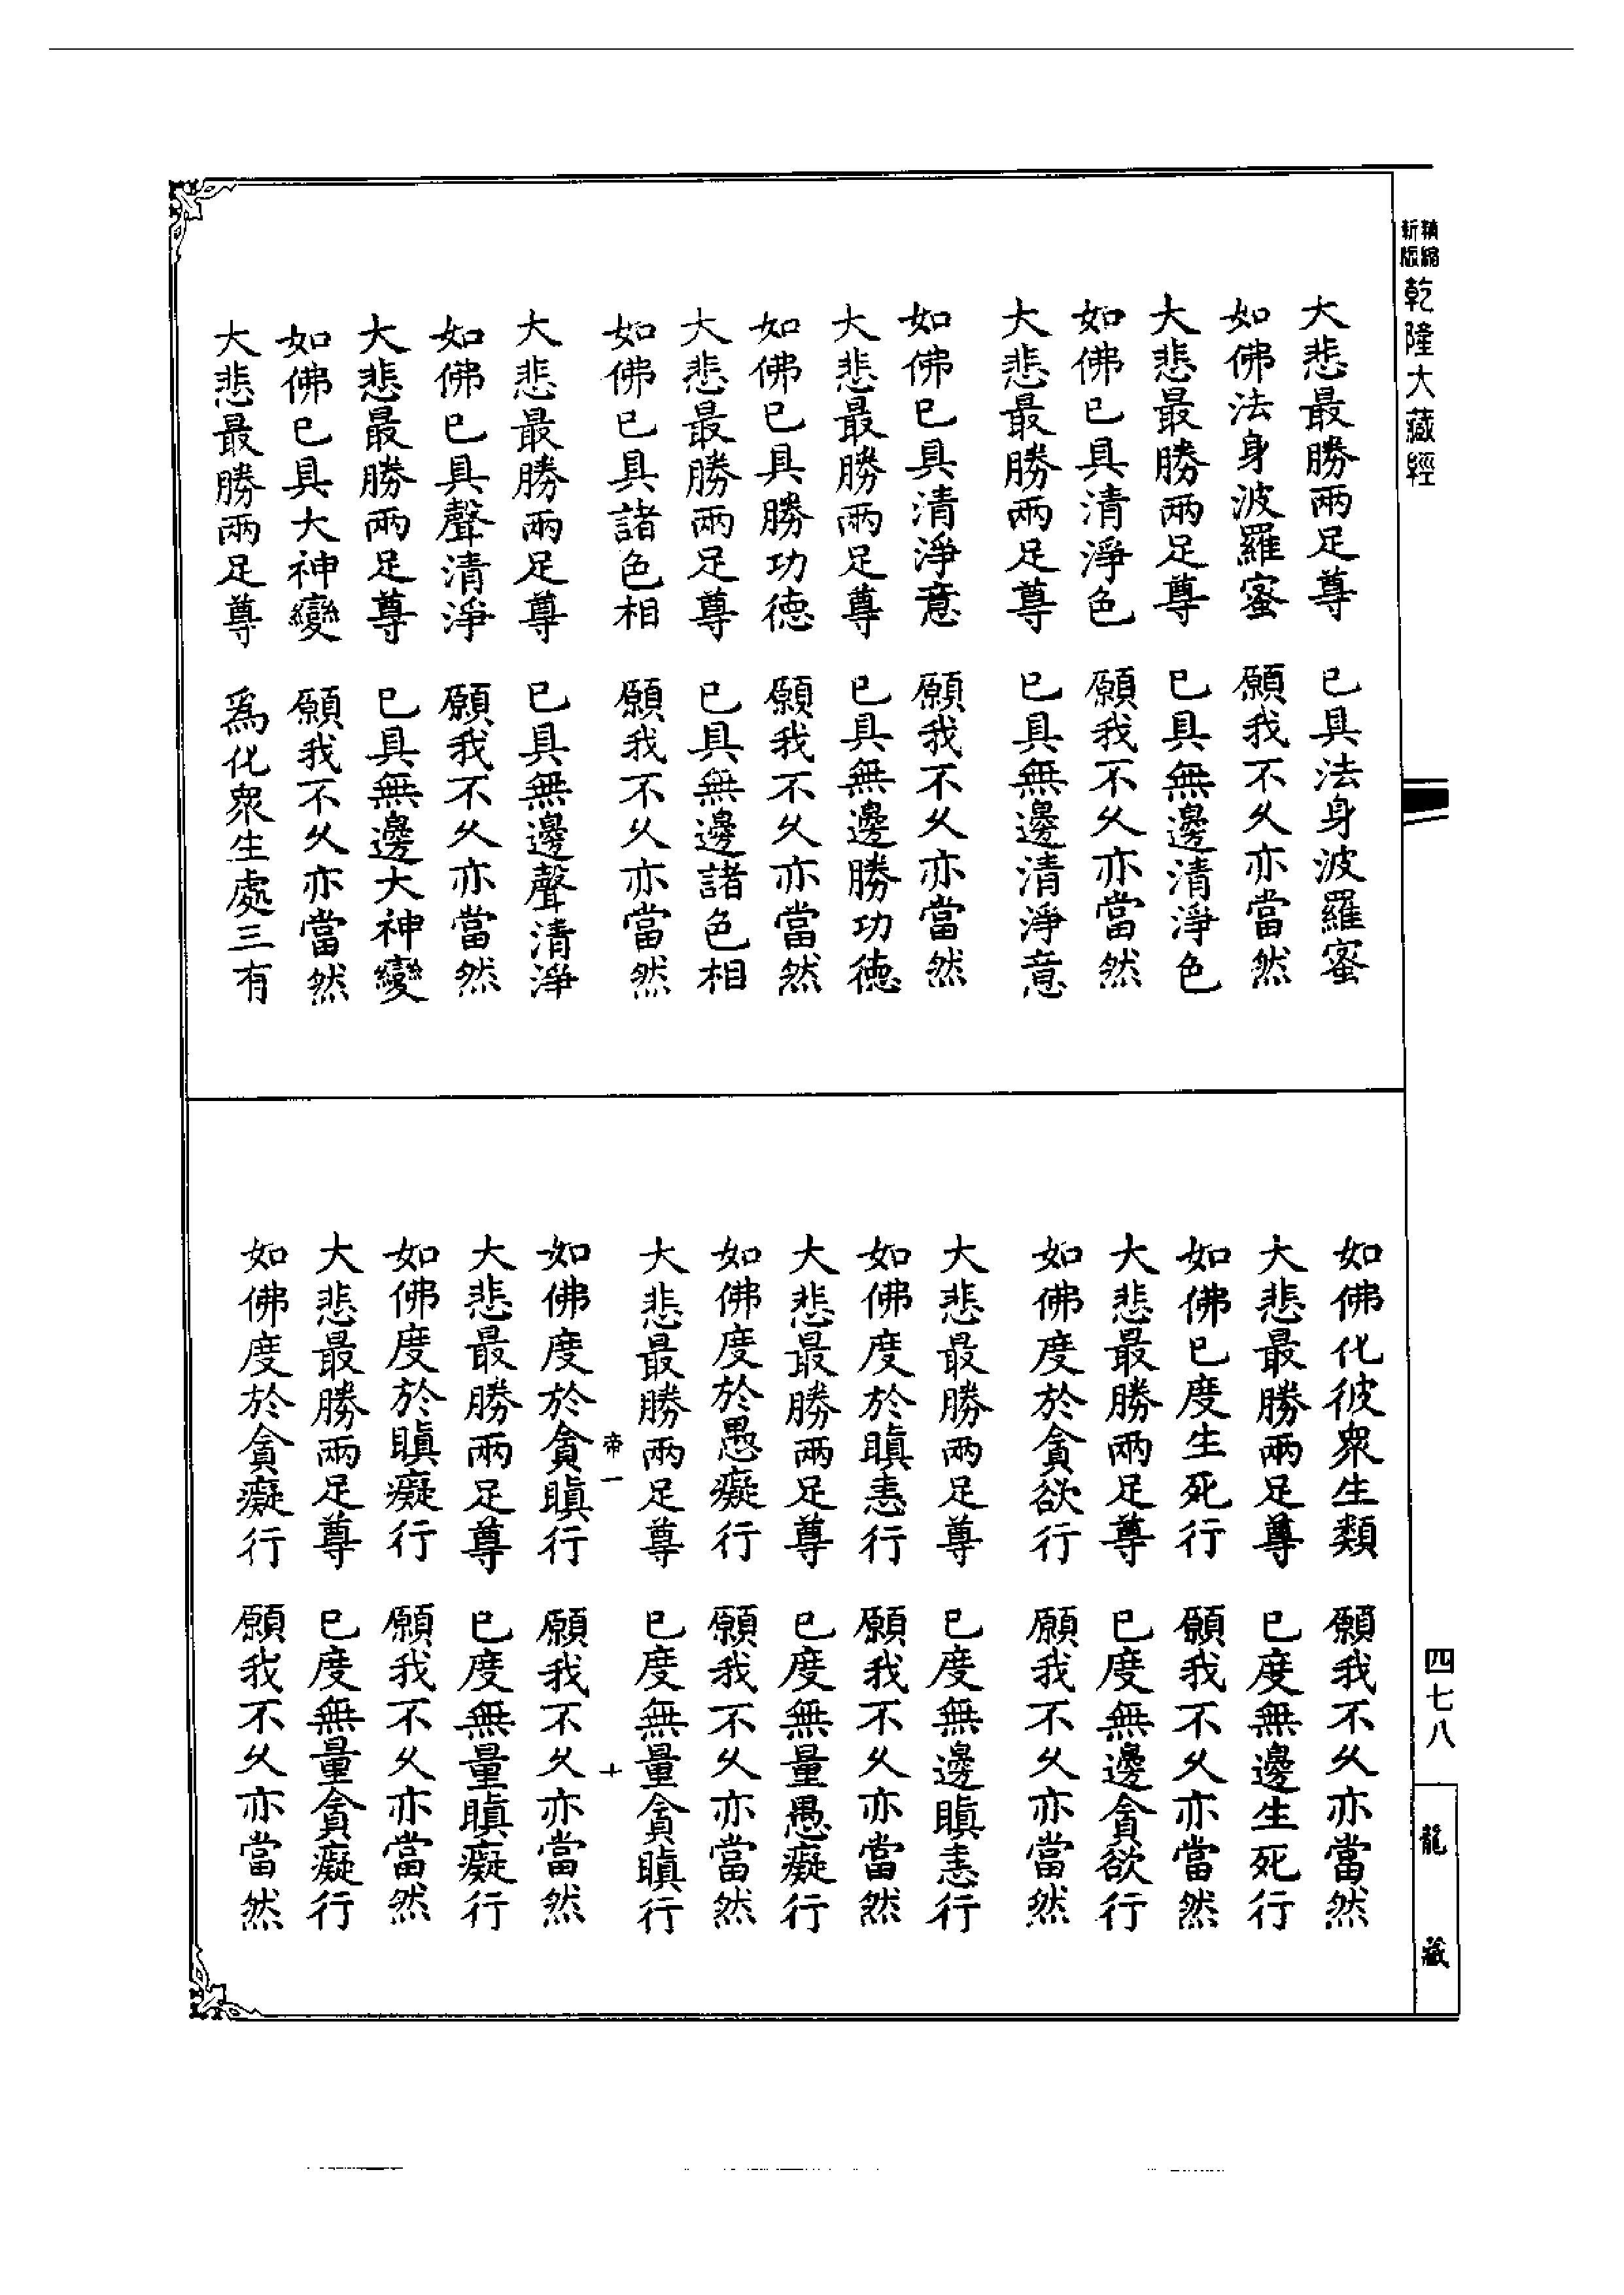 精縮
新版
乾隆大藏經
大悲最勝兩足尊 已具法身波羅蜜
如佛法身波羅蜜 願我不久亦當然
大悲最勝兩足尊 已具無邊清淨色
如佛已具清淨色 願我不久亦當然
大悲最勝兩足尊 已具無邊清淨意
如佛已具清淨意 願我不久亦當然
大悲最勝兩足尊 已具無邊勝功德
如佛已具勝功德 願我不久亦當然
大悲最勝兩足尊 已具無邊諸色相
如佛已具諸色相 願我不久亦當然
大悲最勝兩足尊 已具無邊聲清淨
如佛已具聲清淨 願我不久亦當然
大悲最勝兩足尊 已具無邊大神變
如佛已具大神變 願我不久亦當然
大悲最勝兩足尊 為化眾生處三有
如佛化彼眾生類 願我不久亦當然
大悲最勝兩足尊 已度無邊生死行
如佛已度生死行 願我不久亦當然
大悲最勝兩足尊 已度無邊貪欲行
如佛度於貪欲行 願我不久亦當然
大悲最勝兩足尊 已度無邊瞋恚行
如佛度於瞋恚行 願我不久亦當然
大悲最勝兩足尊 已度無量愚癡行
如佛度於愚癡行 願我不久亦當然
大悲最勝兩足尊 已度無量貪瞋行
帝一 十
如佛度於貪瞋行 願我不久亦當然
大悲最勝兩足尊 已度無量瞋癡行
如佛度於瞋癡行 願我不久亦當然
大悲最勝兩足尊 已度無量貪癡行
如佛度於貪癡行 願我不久亦當然
四七八
龍藏